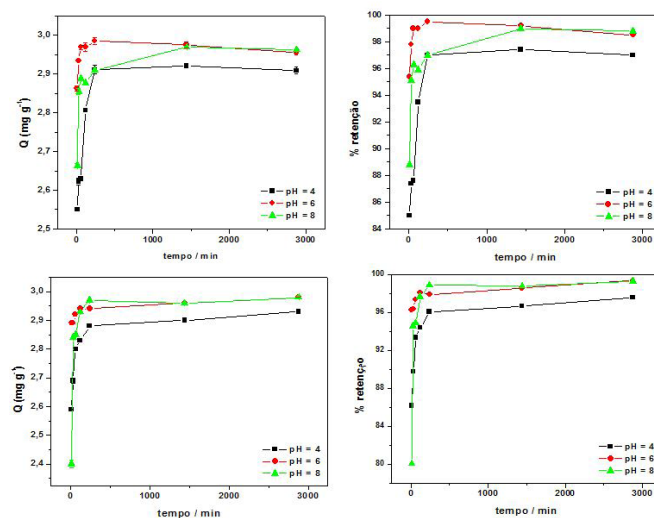 Q (mg g⁻¹)
3,0
2,9
2,8
2,7
2,6
2,5
0 1000 2000 3000
tempo / min
pH = 4
pH = 6
pH = 8
% retenção
100
98
96
94
92
90
88
86
84
0 1000 2000 3000
tempo / min
pH = 4
pH = 6
pH = 8
Q (mg g⁻¹)
3,0
2,9
2,8
2,7
2,6
2,5
2,4
0 1000 2000 3000
tempo / min
pH = 4
pH = 6
pH = 8
% retenção
100
96
92
88
84
80
0 1000 2000 3000
tempo / min
pH = 4
pH = 6
pH = 8